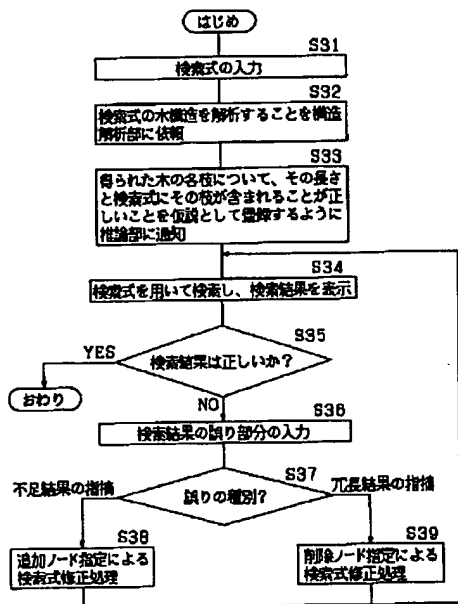 はじめ
S31
検索式の入力
S32
検索式の木構造を解析することを構造
解析部に依頼
S33
得られた木の各枝について、その長さ
と検索式にその枝が含まれることが正
しいことを仮説として登録するように
推論部に通知
S34
検索式を用いて検索し、検索結果を表示
S35
YES
検索結果は正しいか?
おわり
NO
S36
検索結果の誤り部分の入力
S37
不足結果の指摘
誤りの種別?
冗長結果の指摘
S38
追加ノード指定による
検索式修正処理
S39
削除ノード指定による
検索式修正処理